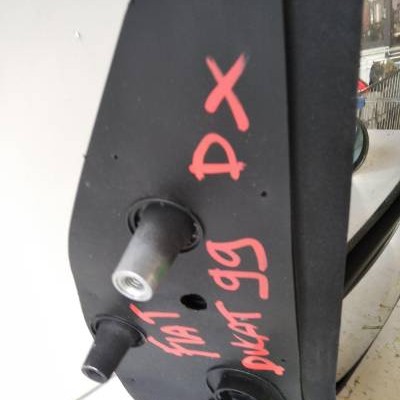 DX
FIAT
DUCAT 99